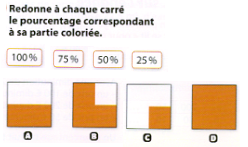 Redonne à chaque carré
le pourcentage correspondant
à sa partie coloriée.
100 % 75 % 50 % 25 %
A B C D